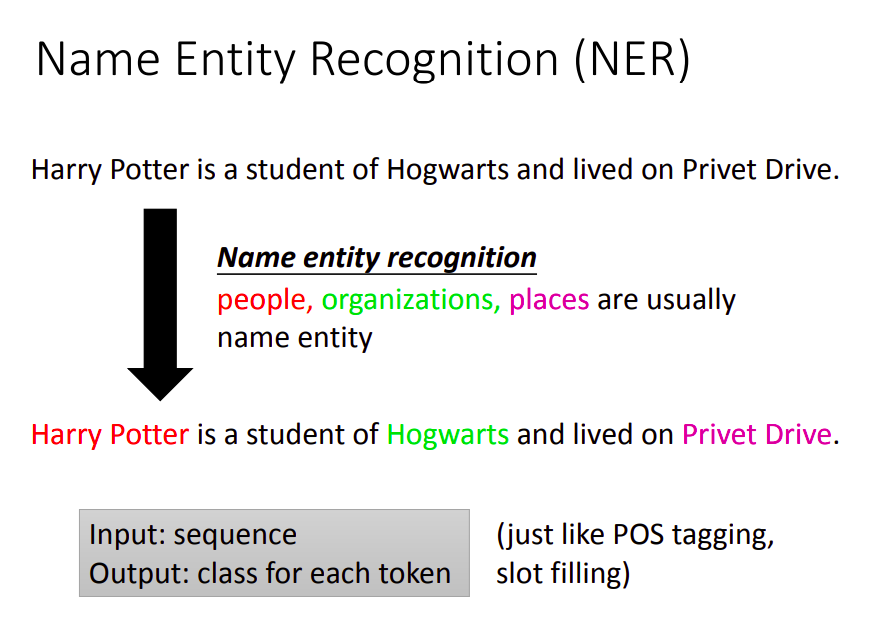 Name Entity Recognition (NER)
Harry Potter is a student of Hogwarts and lived on Privet Drive.
Name entity recognition
people, organizations, places are usually
name entity
Harry Potter is a student of Hogwarts and lived on Privet Drive.
Input: sequence
Output: class for each token
(just like POS tagging,
slot filling)